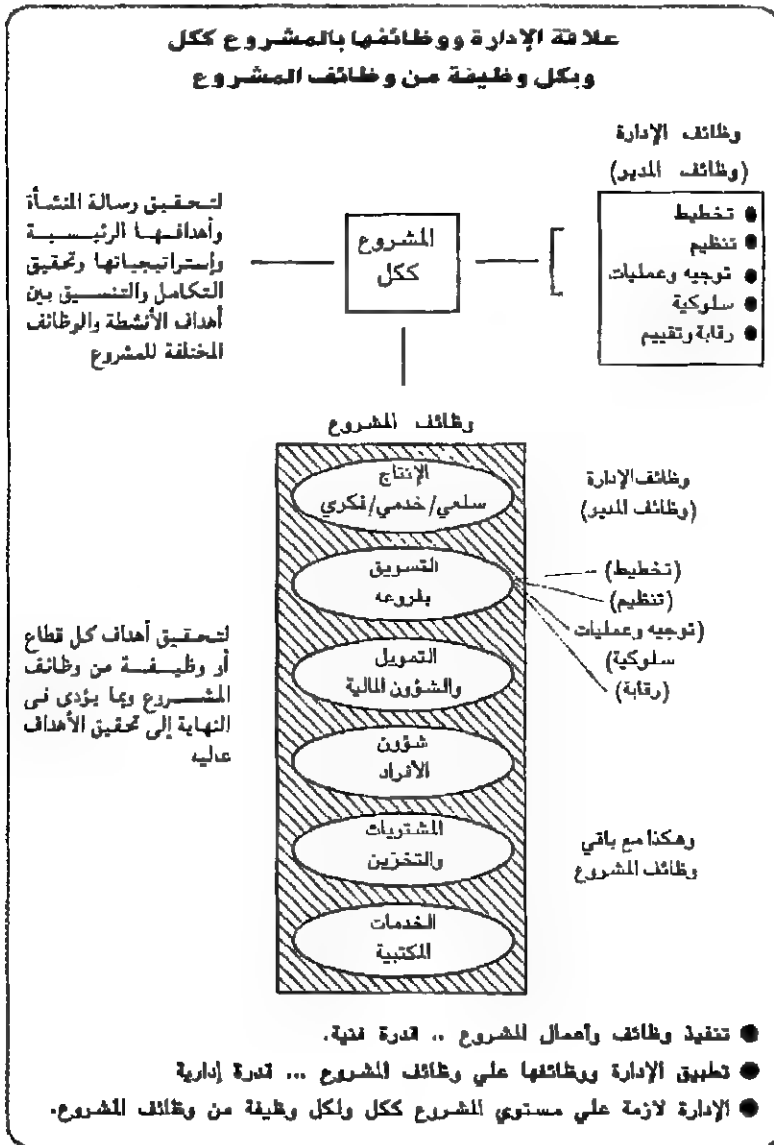 علاقة الإدارة ووظائفها بالمشروع ككل
وبكل وظيفة من وظائف المشروع
وظائف الإدارة
(وظائف المدير)
● تخطيط
● تنظيم
● توجيه وعمليات
● سلوكية
● رقابة وتقييم
المشروع
ككل
لتحقيق رسالة المنشأة
وأهدافها الرئيسية
وإستراتيجياتها وتحقيق
التكامل والتنسيق بين
أهداف الأنشطة والوظائف
المختلفة للمشروع
وظائف المشروع
الإنتاج
سلعي/خدمي/فكري
التسويق
بفروعه
التمويل
والشؤون المالية
شؤون
الأفراد
المشتريات
والتخزين
الخدمات
المكتبية
وظائف الإدارة
(وظائف المدير)
(تخطيط)
(تنظيم)
(توجيه وعمليات
سلوكية
(رقابة)
وهكذا مع باقي
وظائف المشروع
لتحقيق أهداف كل قطاع
أو وظيفة من وظائف
المشروع وبما يؤدى فى
النهاية إلى تحقيق الأهداف
عاليه
● تنفيذ وظائف وأعمال المشروع .. قدرة فنية.
● تطبيق الإدارة ووظائفها علي وظائف المشروع ... قدرة إدارية
● الإدارة لازمة علي مستوي المشروع ككل ولكل وظيفة من وظائف المشروع.